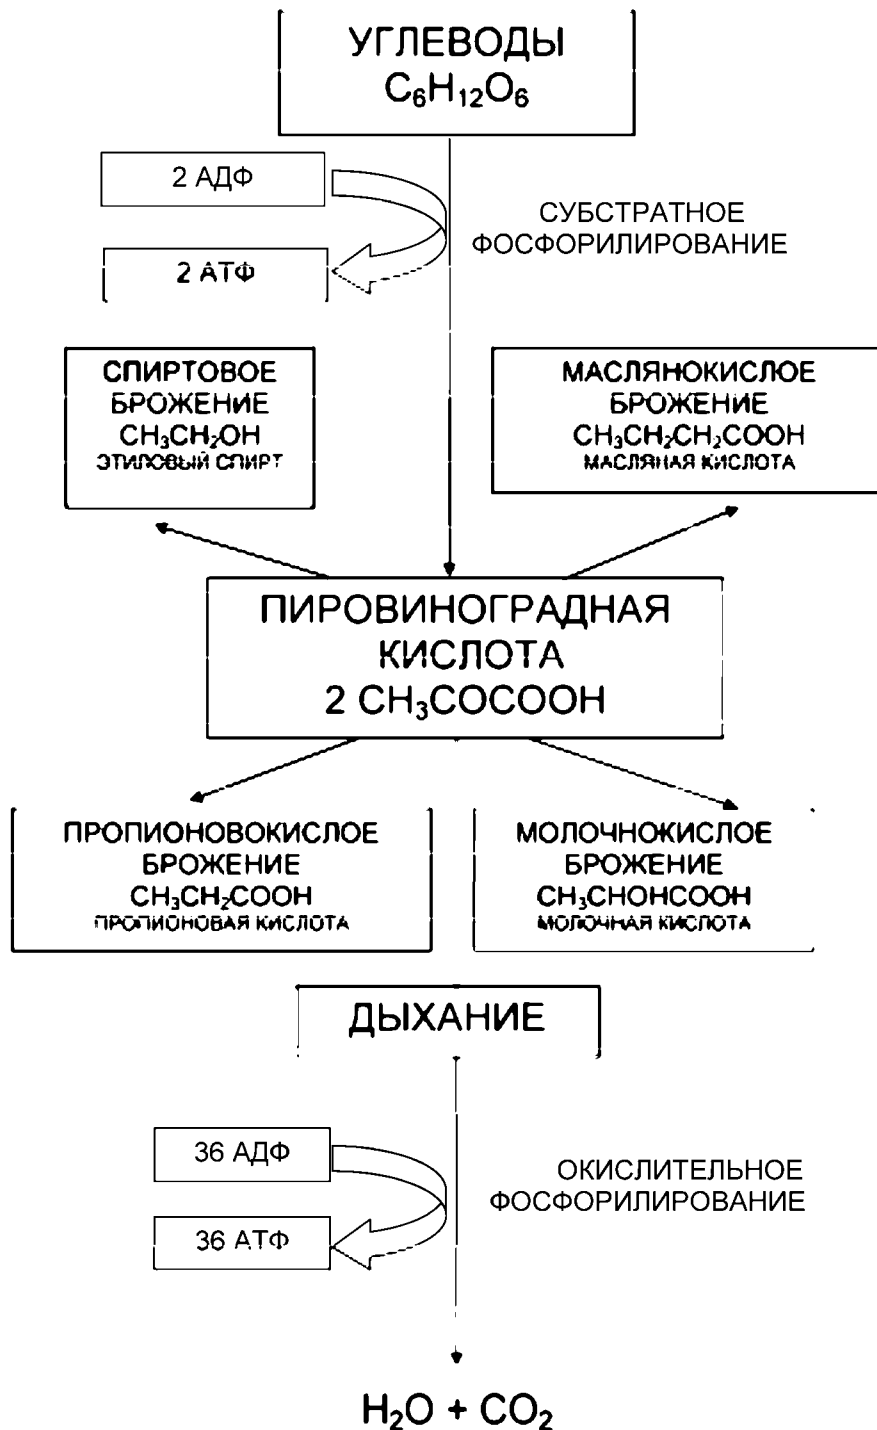 УГЛЕВОДЫ
C₆H₁₂O₆
2 АДФ
СУБСТРАТНОЕ
ФОСФОРИЛИРОВАНИЕ
2 АТФ
СПИРТОВОЕ
БРОЖЕНИЕ
CH₃CH₂OH
ЭТИЛОВЫЙ СПИРТ
МАСЛЯНОКИСЛОЕ
БРОЖЕНИЕ
CH₃CH₂CH₂COOH
МАСЛЯНАЯ КИСЛОТА
ПИРОВИНОГРАДНАЯ
КИСЛОТА
2 CH₃COCOOH
ПРОПИОНОВОКИСЛОЕ
БРОЖЕНИЕ
CH₃CH₂COOH
ПРОПИОНОВАЯ КИСЛОТА
МОЛОЧНОКИСЛОЕ
БРОЖЕНИЕ
CH₃CHOHCOOH
МОЛОЧНАЯ КИСЛОТА
ДЫХАНИЕ
36 АДФ
ОКИСЛИТЕЛЬНОЕ
ФОСФОРИЛИРОВАНИЕ
36 АТФ
H₂O + CO₂